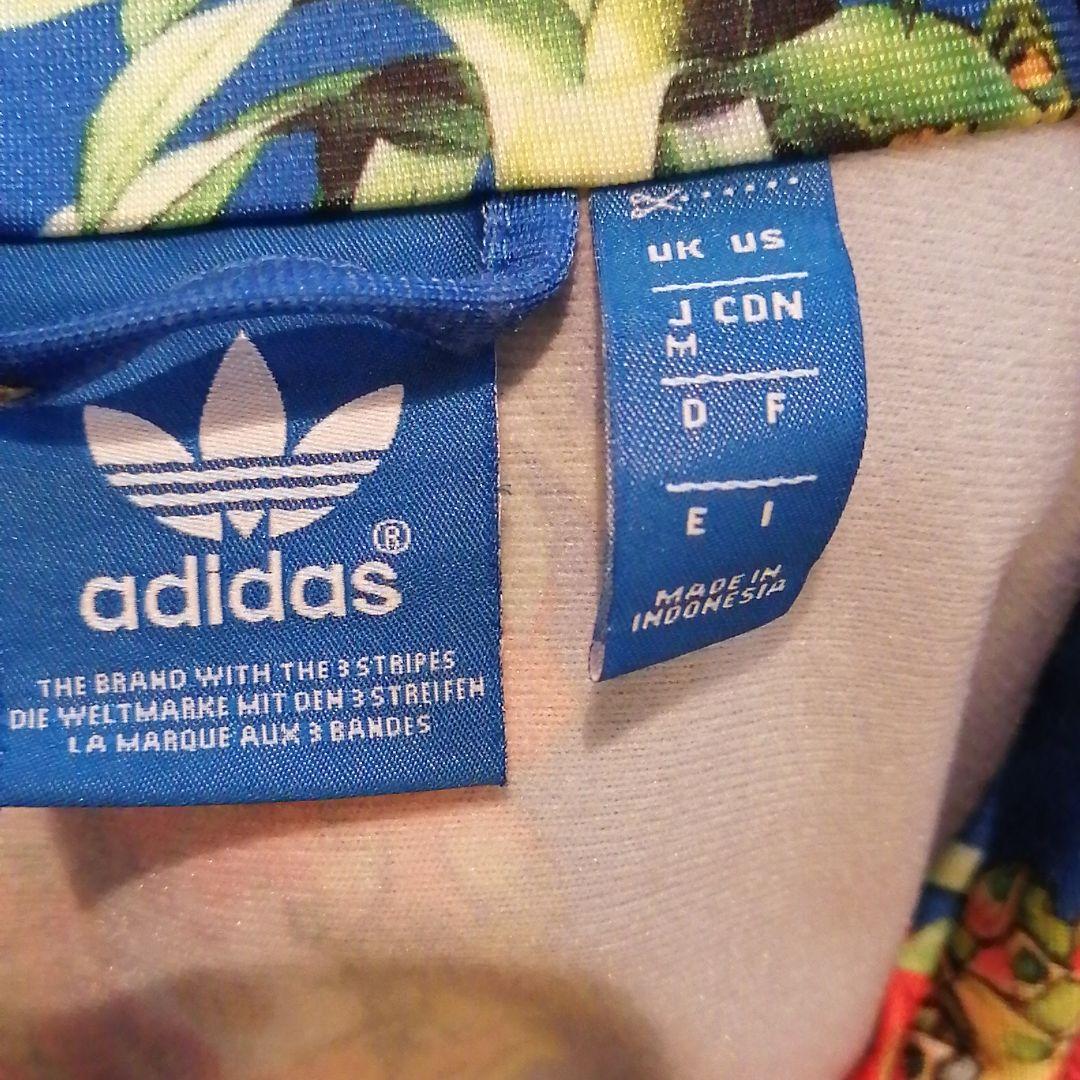 adidas®
THE BRAND WITH THE 3 STRIPES
DIE WELTMARKE MIT DEN 3 STREIFEN
LA MARQUE AUX 3 BANDES
UK US
J CDN
M
D F
E I
MADE IN
INDONESIA